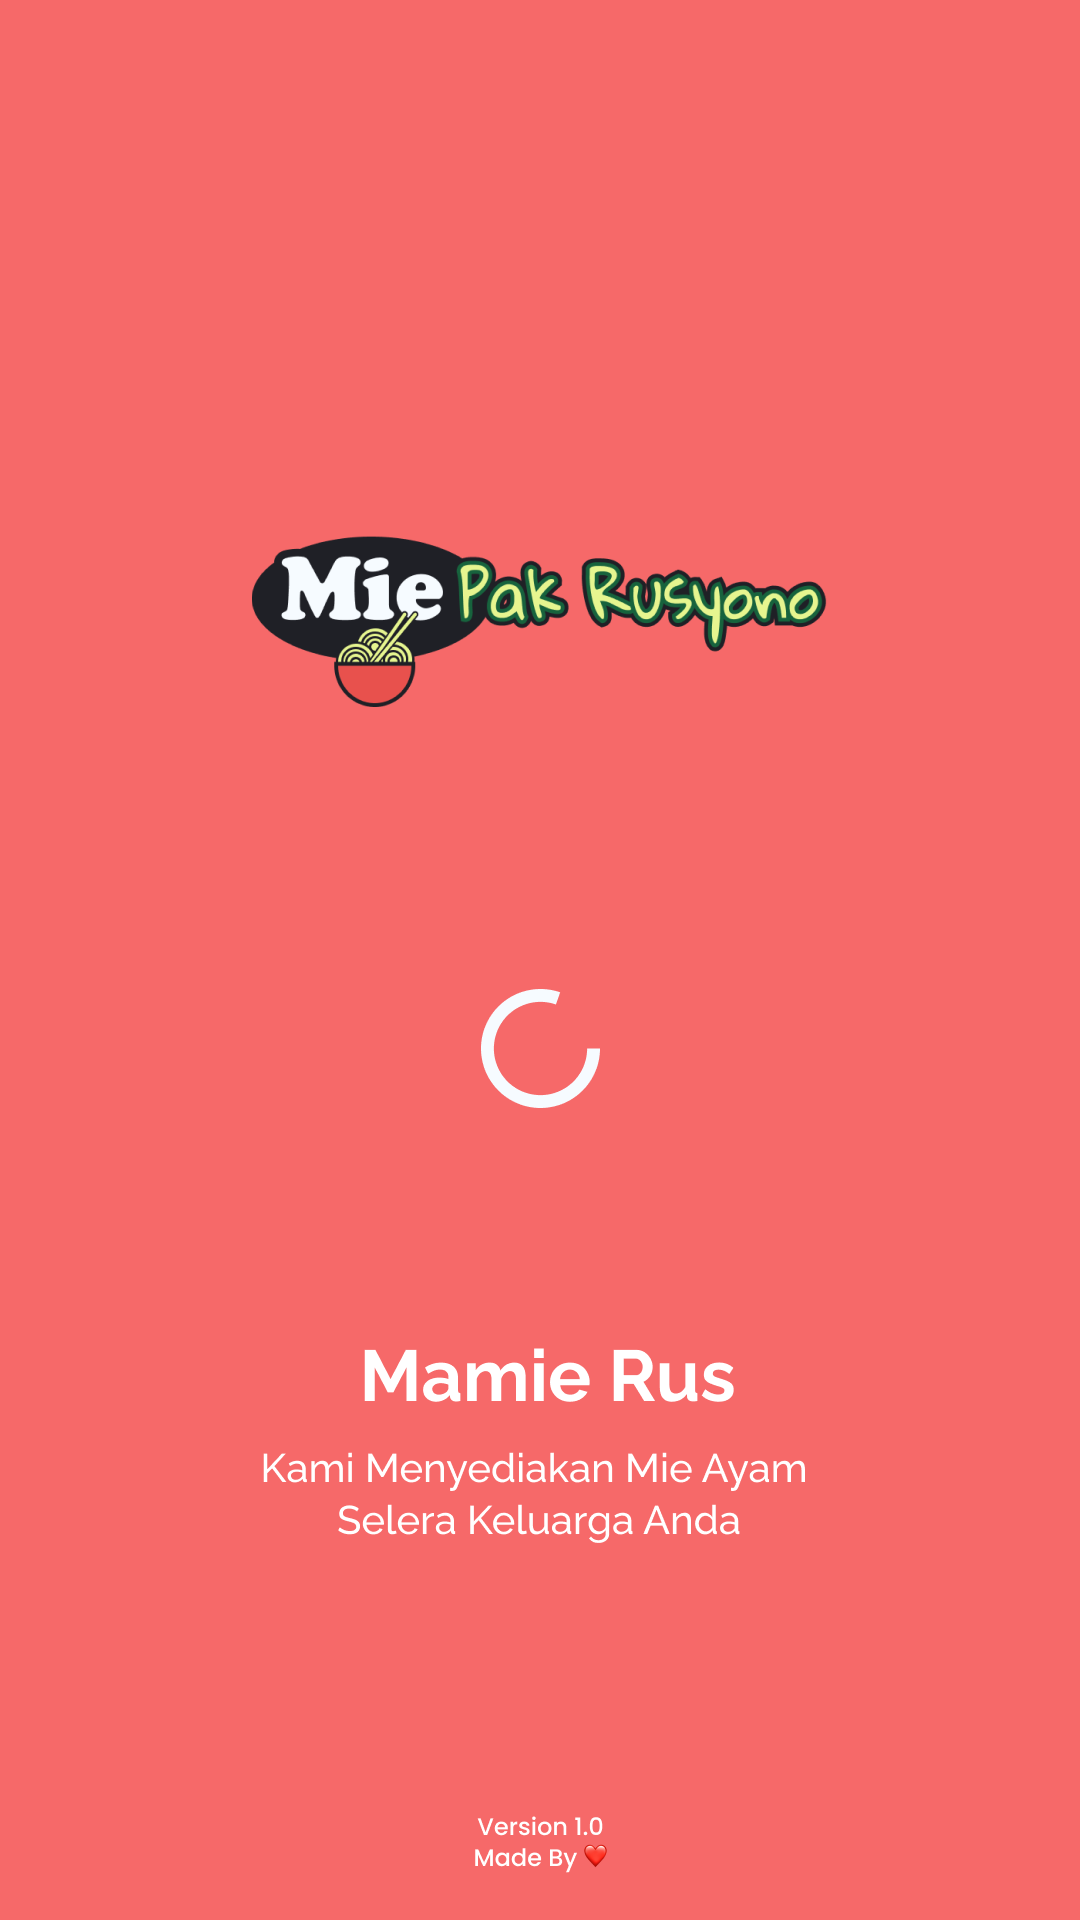 Mie Pak Rusyono
Mamie Rus
Kami Menyediakan Mie Ayam
Selera Keluarga Anda
Version 1.0
Made By ❤️